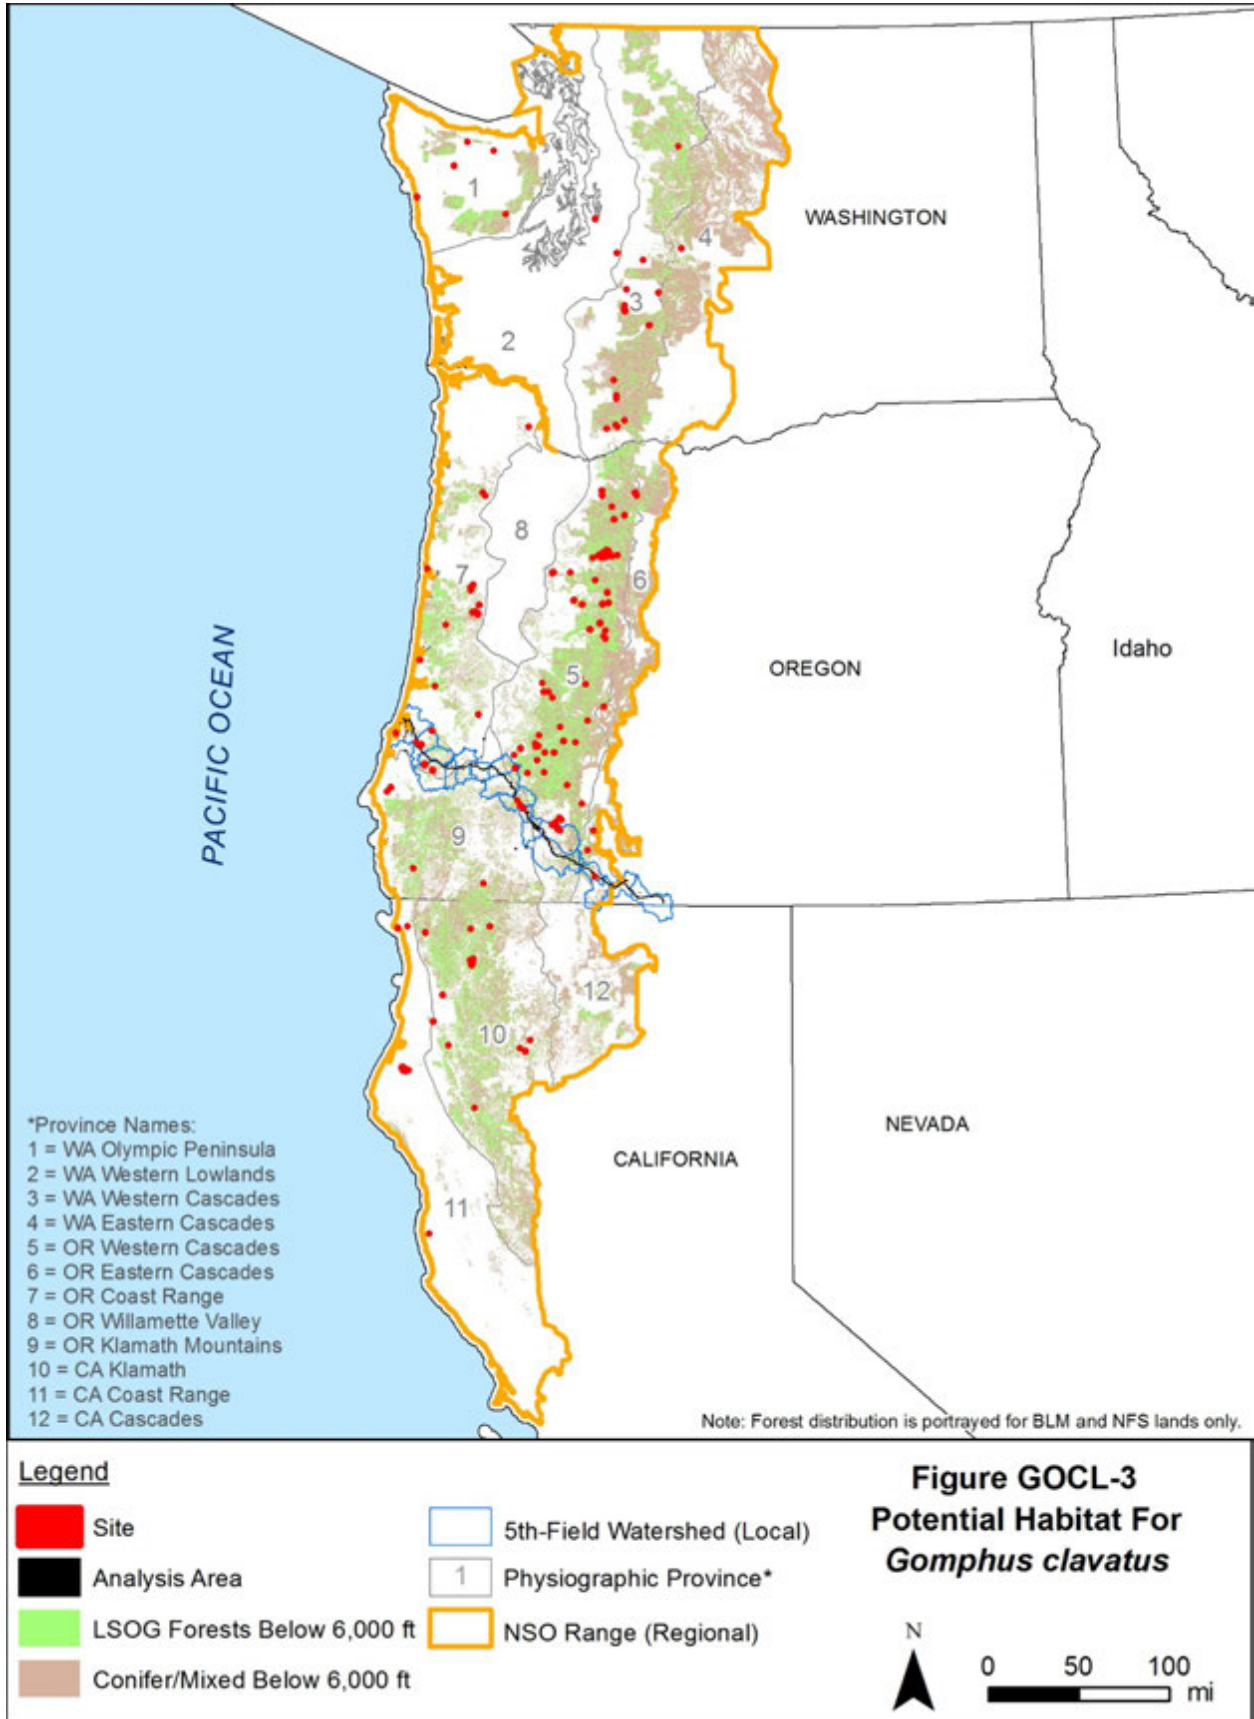 1
WASHINGTON
4
3
2
8
7
6
Idaho
5
OREGON
PACIFIC OCEAN
9
12
10
NEVADA
CALIFORNIA
11
*Province Names:
1 = WA Olympic Peninsula
2 = WA Western Lowlands
3 = WA Western Cascades
4 = WA Eastern Cascades
5 = OR Western Cascades
6 = OR Eastern Cascades
7 = OR Coast Range
8 = OR Willamette Valley
9 = OR Klamath Mountains
10 = CA Klamath
11 = CA Coast Range
12 = CA Cascades
Note: Forest distribution is portrayed for BLM and NFS lands only.
Legend
Site
Analysis Area
LSOG Forests Below 6,000 ft
Conifer/Mixed Below 6,000 ft
5th-Field Watershed (Local)
1 Physiographic Province*
NSO Range (Regional)
Figure GOCL-3
Potential Habitat For
Gomphus clavatus
N
0 50 100
mi